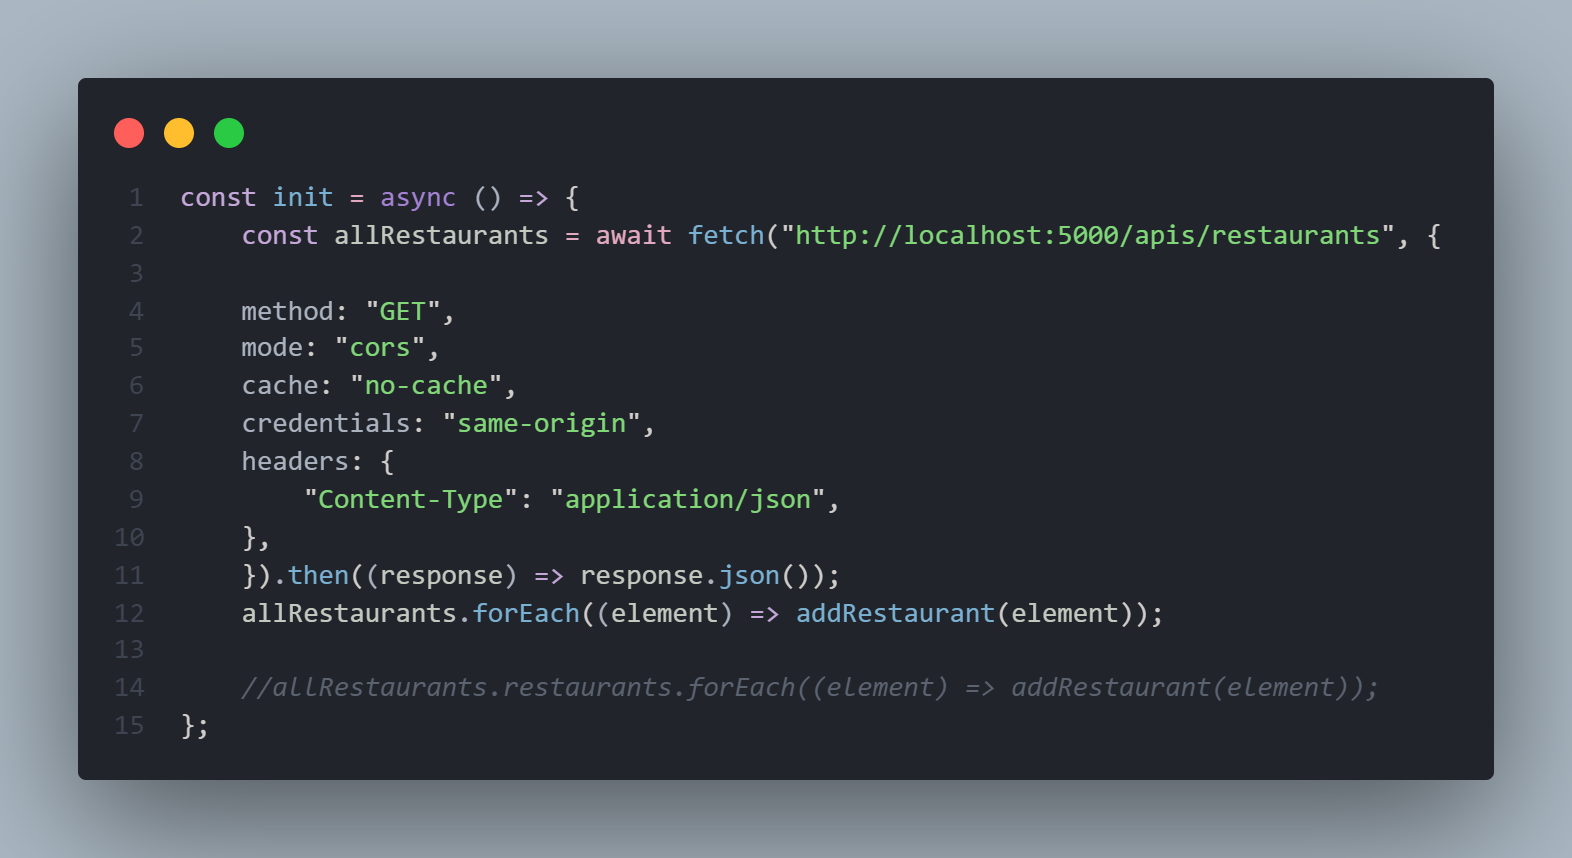 1 const init = async () => {
2     const allRestaurants = await fetch("http://localhost:5000/apis/restaurants", {
3
4     method: "GET",
5     mode: "cors",
6     cache: "no-cache",
7     credentials: "same-origin",
8     headers: {
9         "Content-Type": "application/json",
10     },
11     }).then((response) => response.json());
12     allRestaurants.forEach((element) => addRestaurant(element));
13
14     //allRestaurants.restaurants.forEach((element) => addRestaurant(element));
15 };